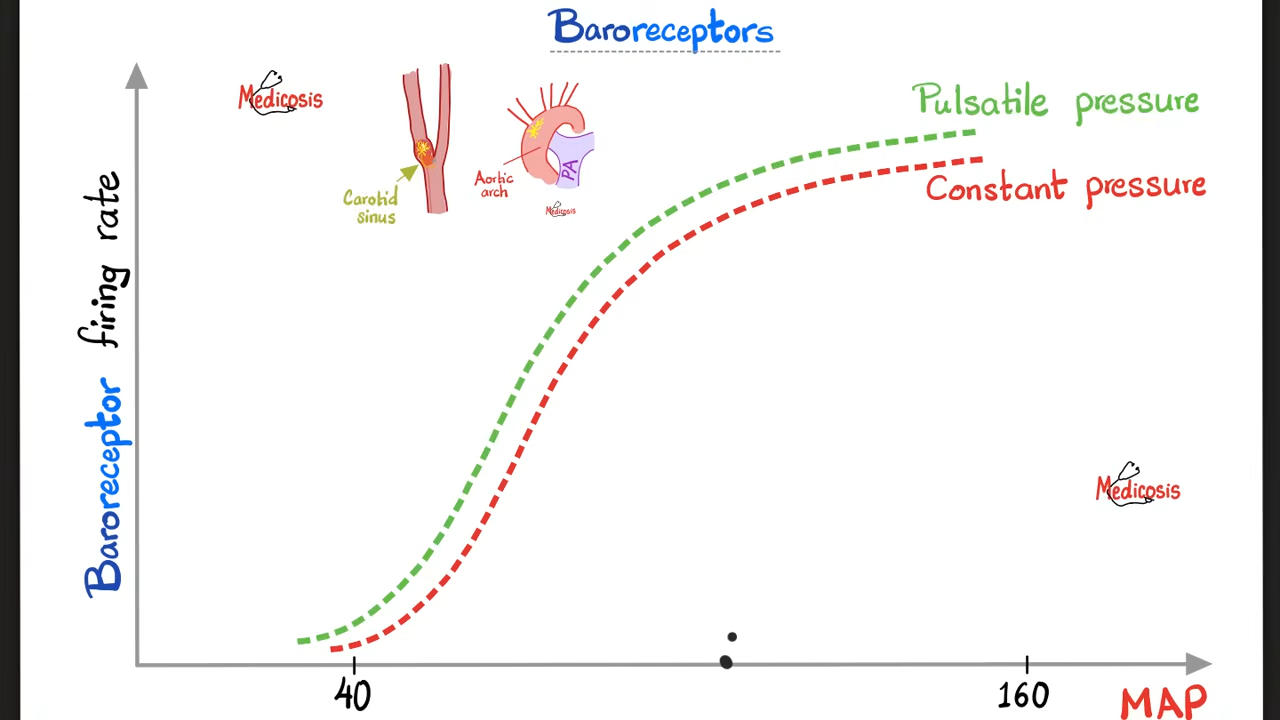 Baroreceptors
Medicosis
Pulsatile pressure
Constant pressure
Carotid
sinus
Aortic
arch
PA
Medicosis
Baroreceptor firing rate
Medicosis
40
160
MAP